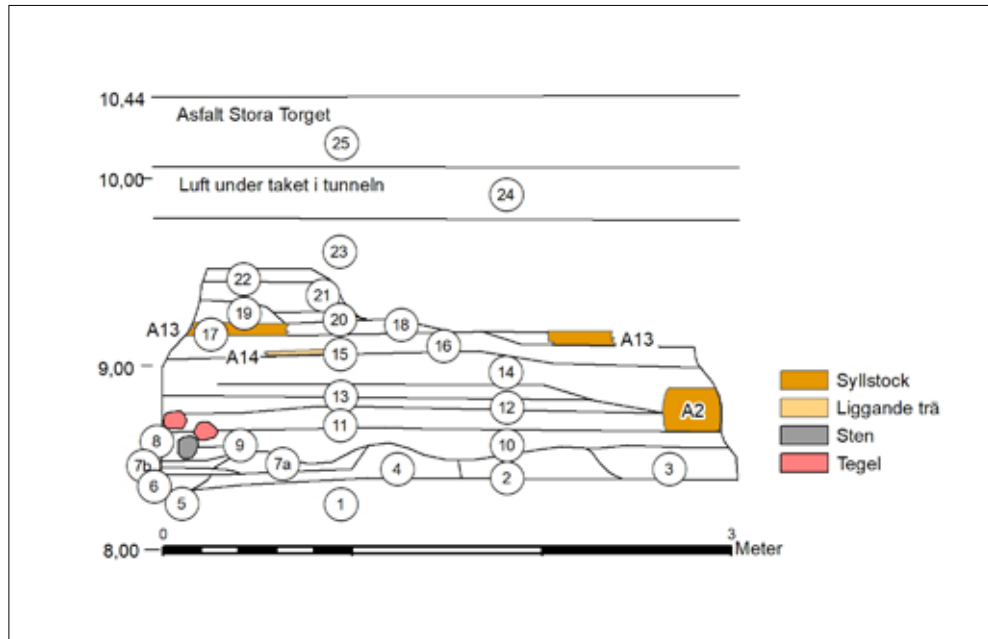 10,44
Asfalt Stora Torget
25
10,00
Luft under taket i tunneln
24
23
22
21
19
20
18
A13
17
A13
16
A14
15
9,00
14
13
12
A2
11
8
9
10
7b
7a
4
3
6
2
5
1
0
3
8,00
Meter
Syllstock
Liggande trä
Sten
Tegel